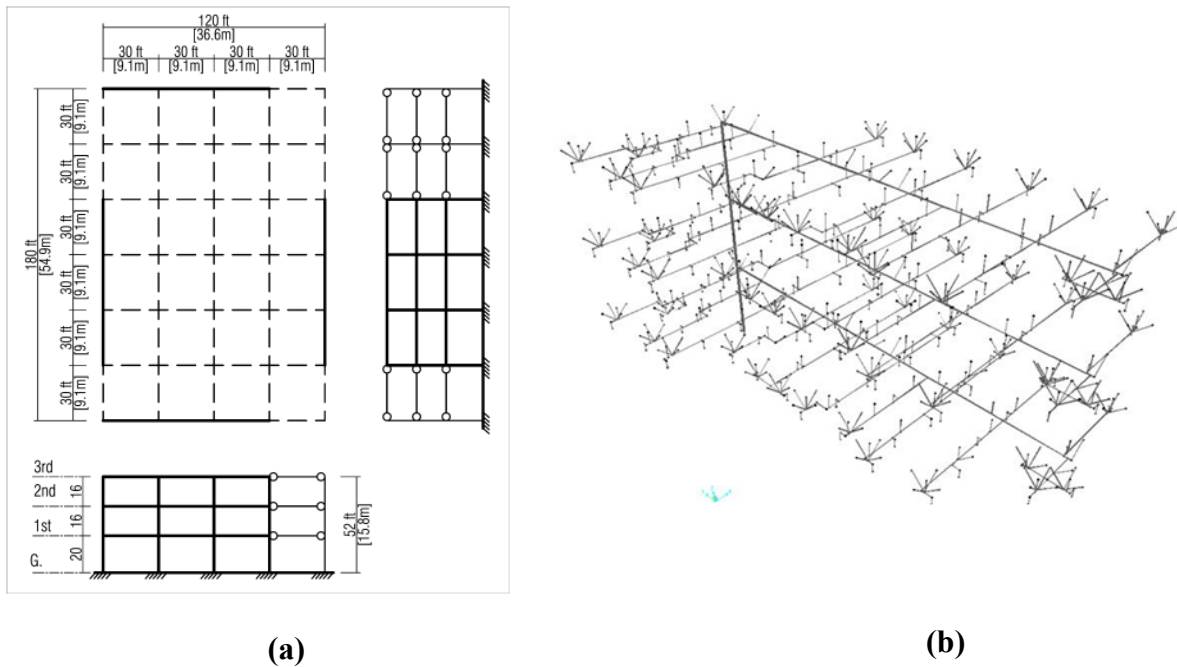 120 ft
[36.6m]
30 ft 30 ft 30 ft 30 ft
[9.1m] [9.1m] [9.1m] [9.1m]
180 ft
[54.9m]
30 ft
[9.1m]
30 ft
[9.1m]
30 ft
[9.1m]
30 ft
[9.1m]
30 ft
[9.1m]
30 ft
[9.1m]
3rd
2nd
1st
G.
16
16
20
52 ft
[15.8m]
(a)
(b)